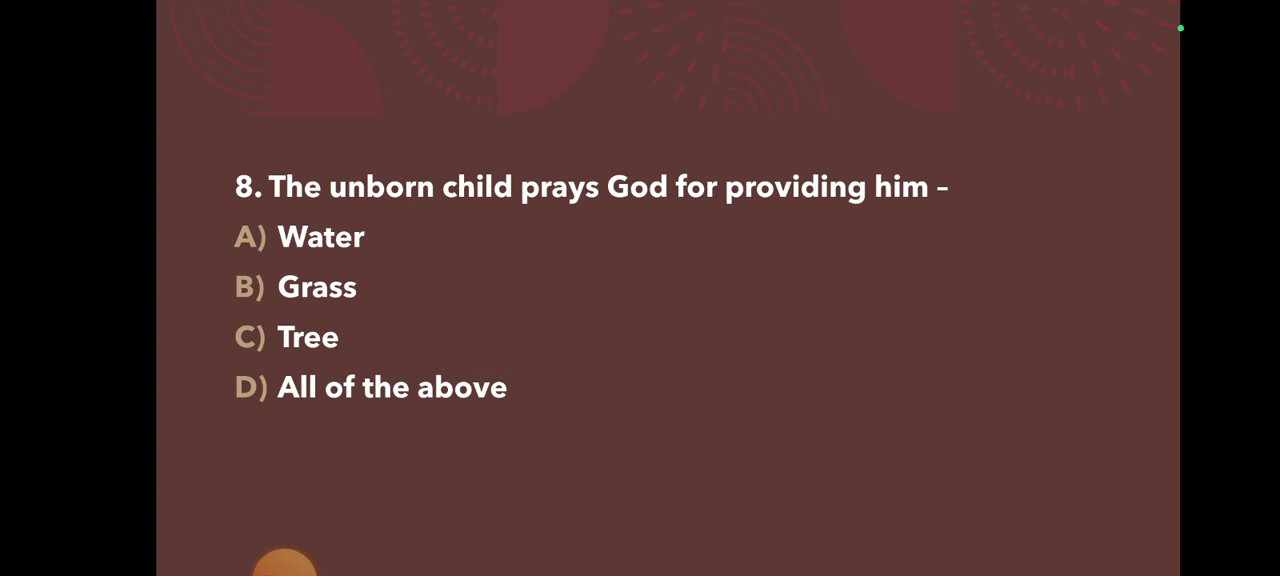 8. The unborn child prays God for providing him –
A) Water
B) Grass
C) Tree
D) All of the above